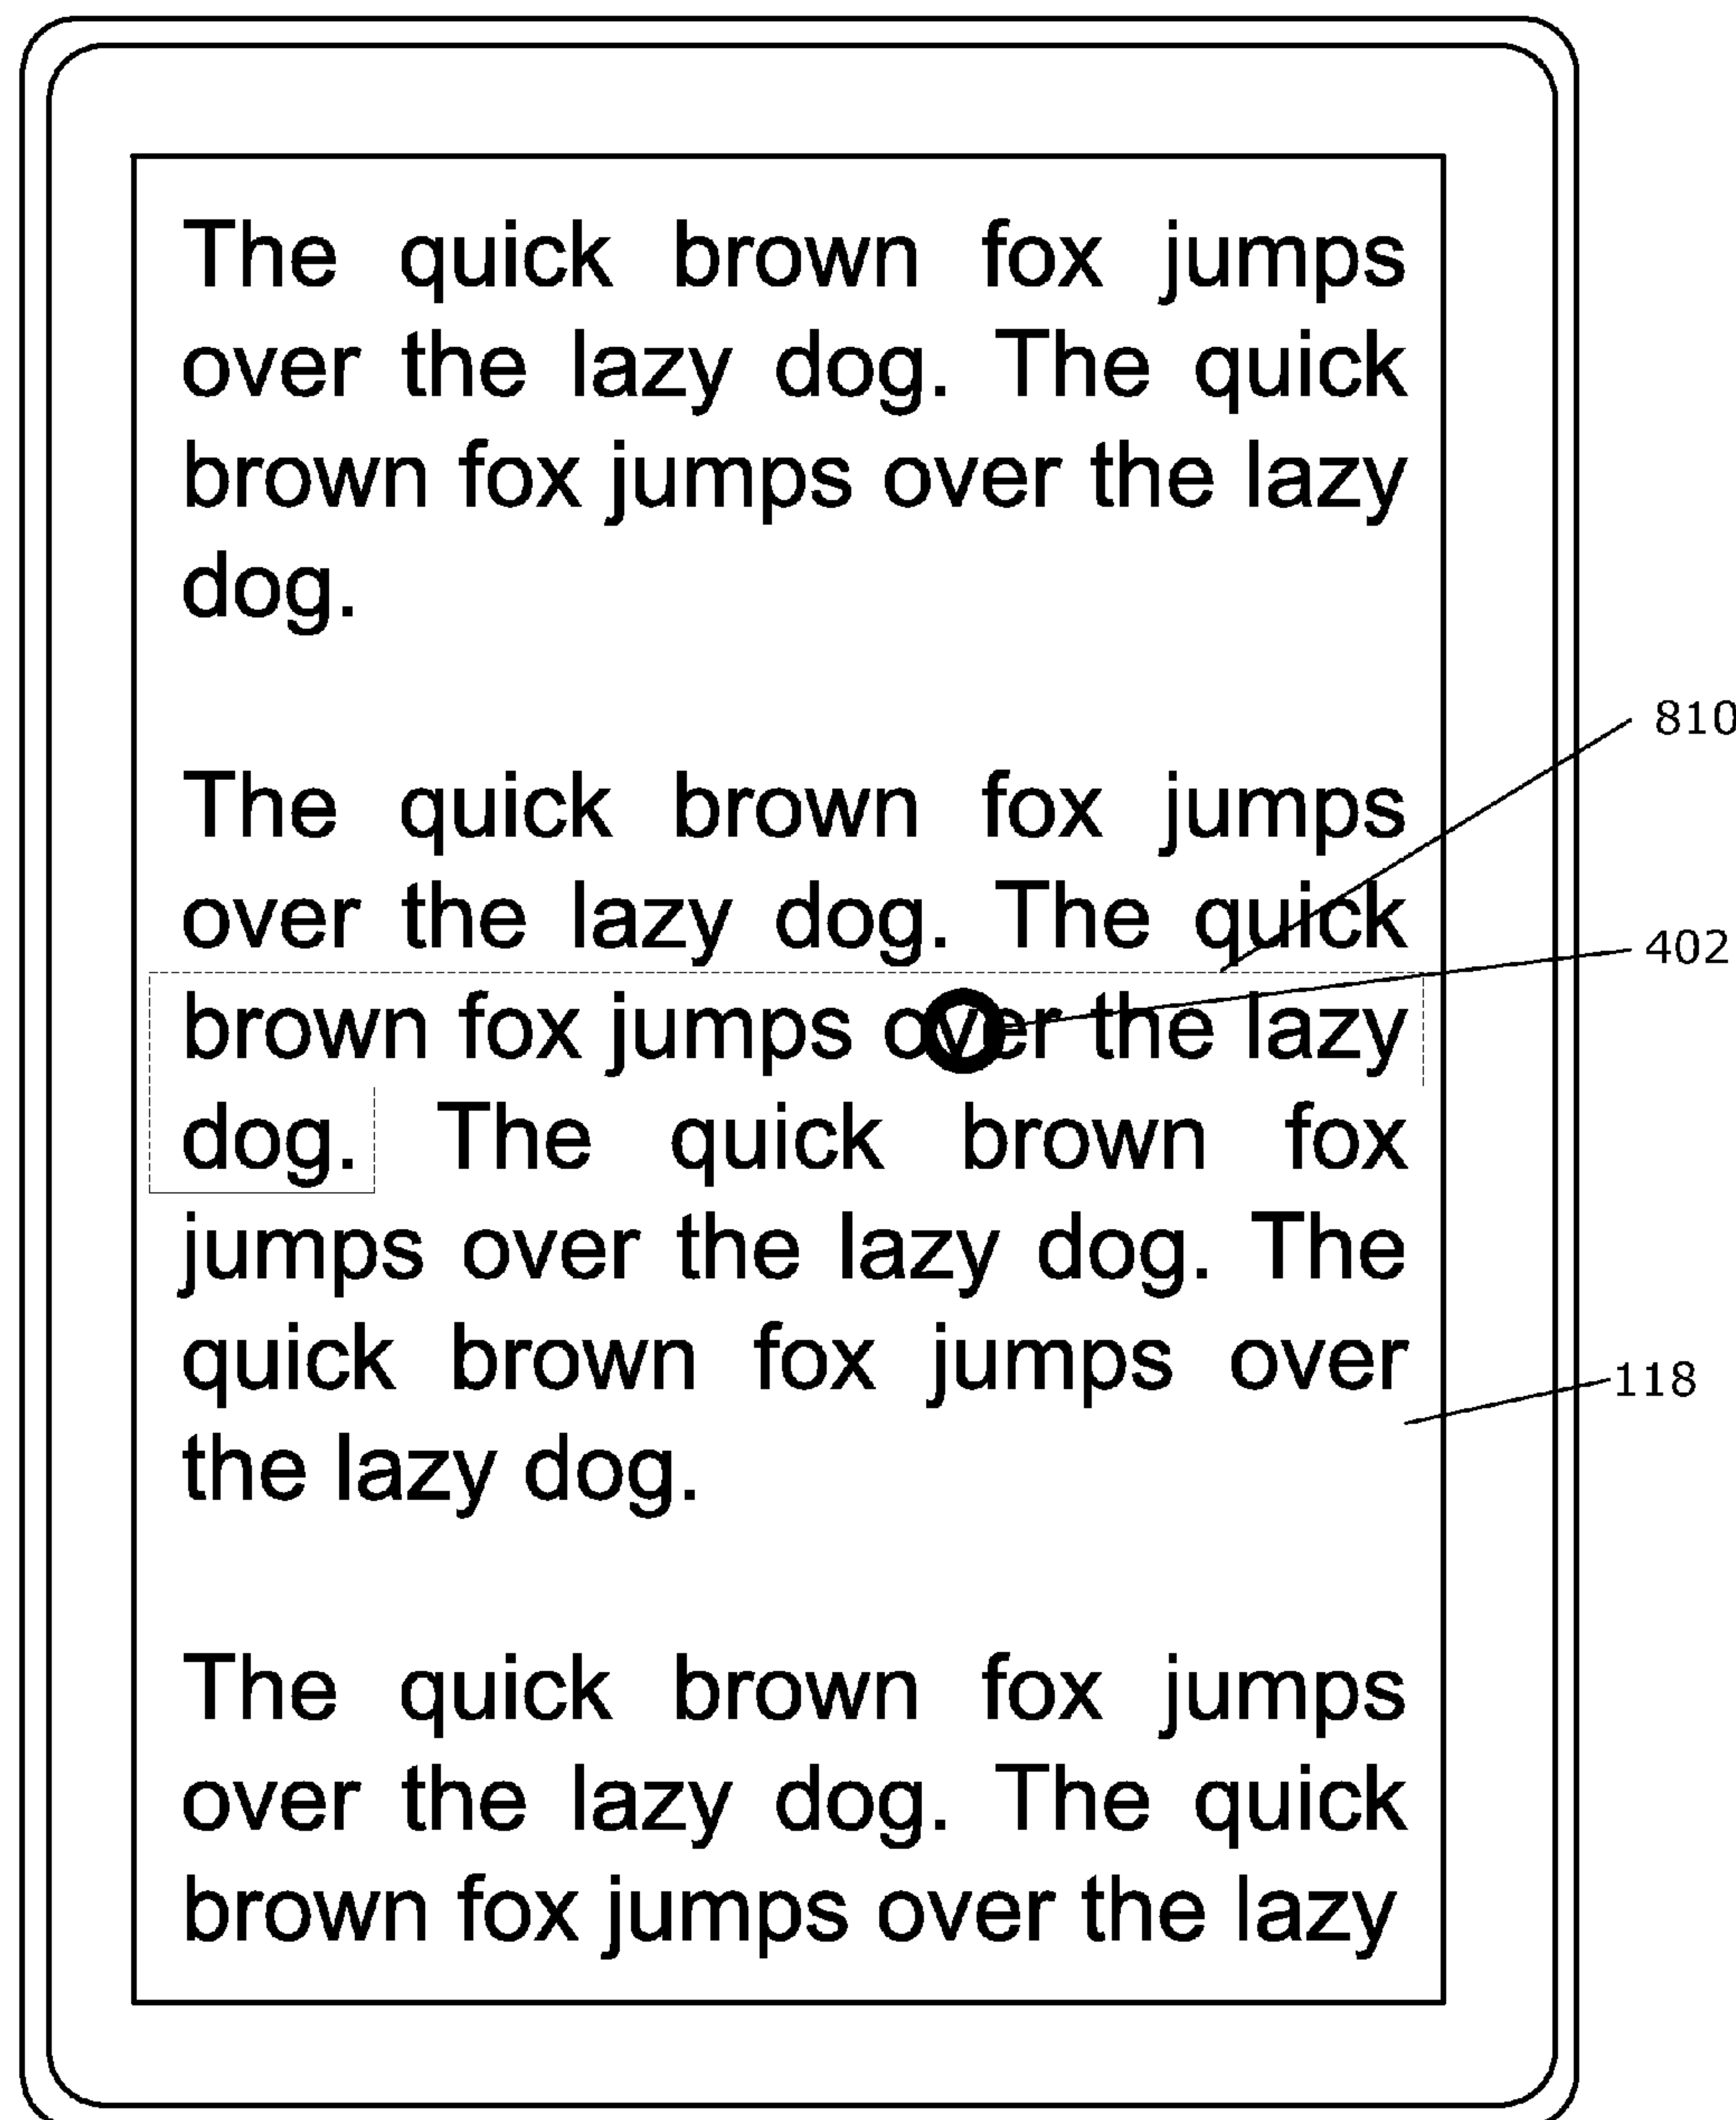 The quick brown fox jumps
over the lazy dog. The quick
brown fox jumps over the lazy
dog.
The quick brown fox jumps
over the lazy dog. The quick
brown fox jumps over the lazy
dog. The quick brown fox
jumps over the lazy dog. The
quick brown fox jumps over
the lazy dog.
The quick brown fox jumps
over the lazy dog. The quick
brown fox jumps over the lazy
810
402
118